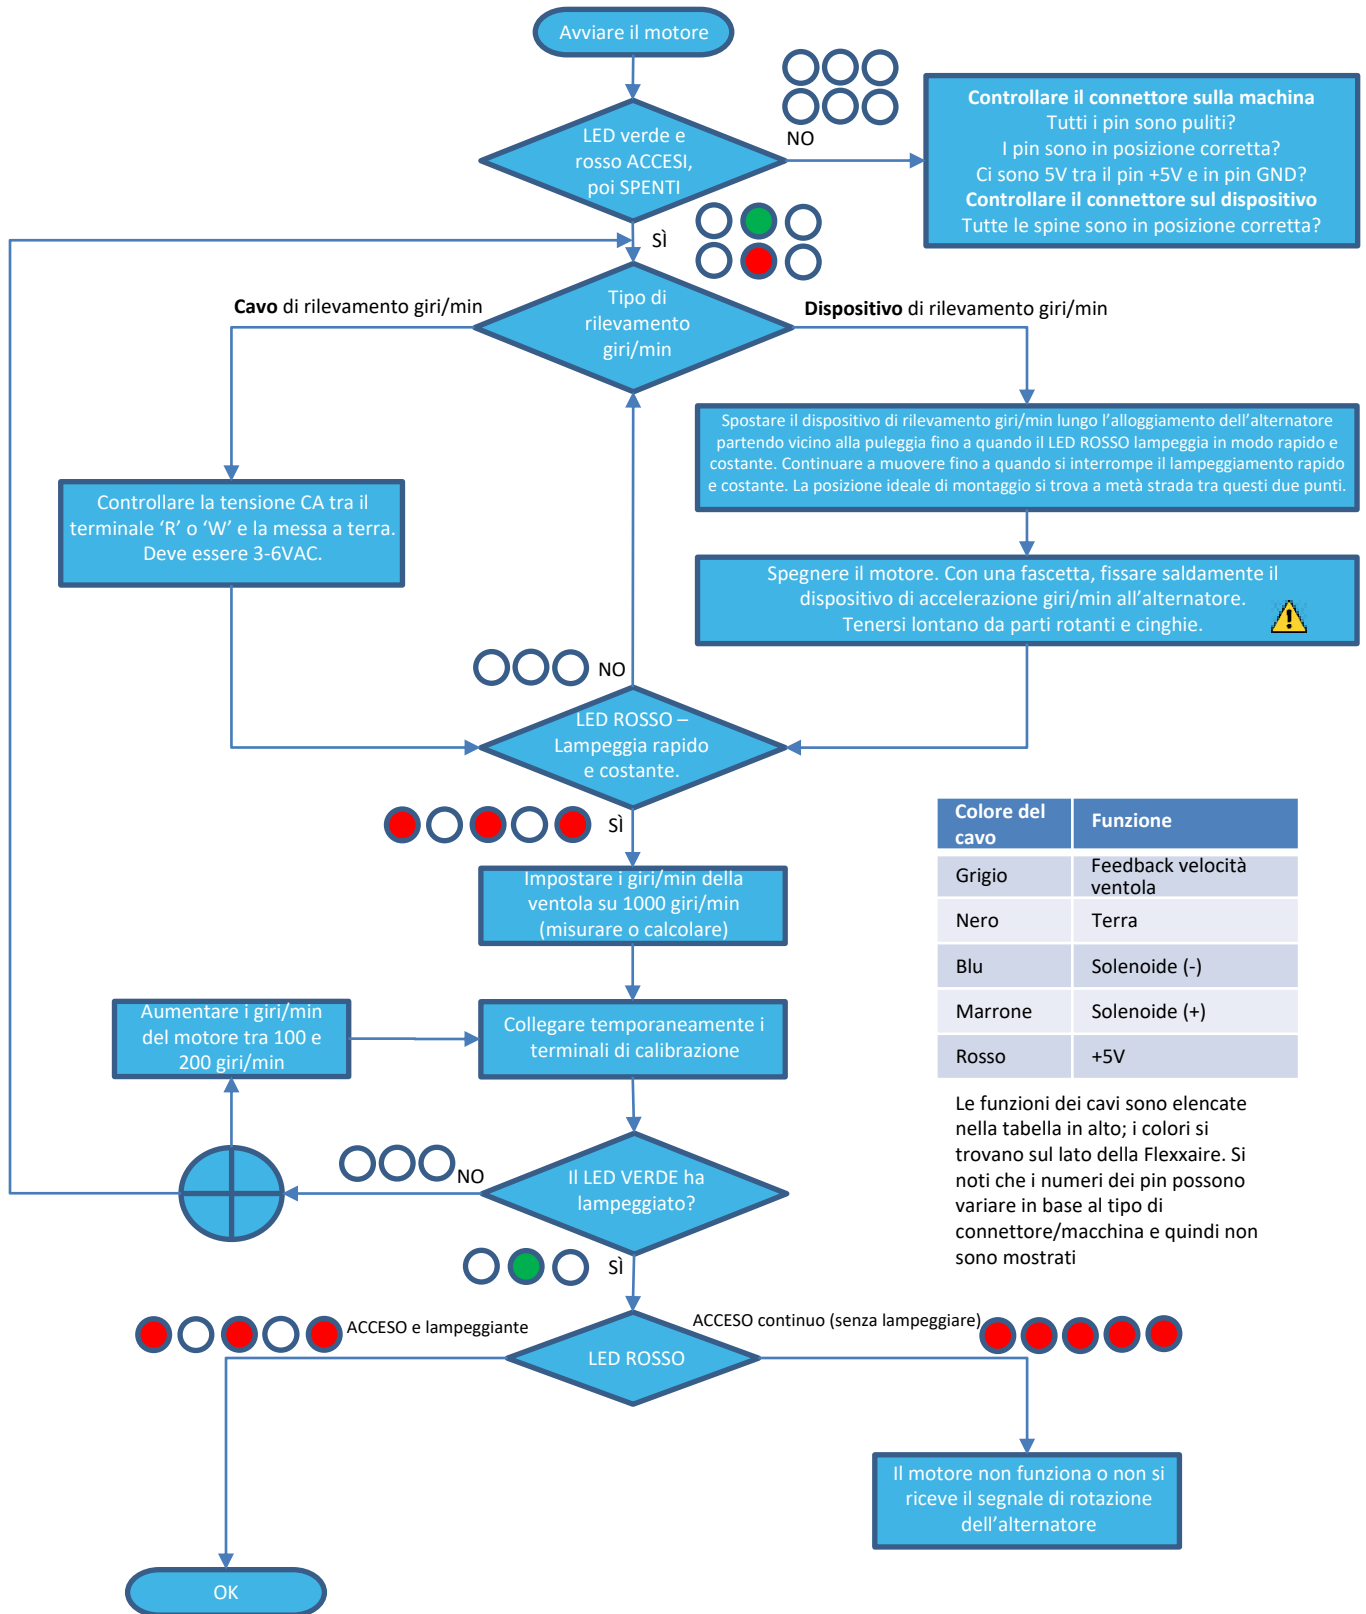 Avviare il motore
LED verde e
rosso ACCESI,
poi SPENTI
NO
Controllare il connettore sulla machina
Tutti i pin sono puliti?
I pin sono in posizione corretta?
Ci sono 5V tra il pin +5V e in pin GND?
Controllare il connettore sul dispositivo
Tutte le spine sono in posizione corretta?
SÌ
Tipo di
rilevamento
giri/min
Cavo di rilevamento giri/min
Dispositivo di rilevamento giri/min
Controllare la tensione CA tra il
terminale ‘R’ o ‘W’ e la messa a terra.
Deve essere 3-6VAC.
Spostare il dispositivo di rilevamento giri/min lungo l’alloggiamento dell’alternatore
partendo vicino alla puleggia fino a quando il LED ROSSO lampeggia in modo rapido e
costante. Continuare a muovere fino a quando si interrompe il lampeggiamento rapido
e costante. La posizione ideale di montaggio si trova a metà strada tra questi due punti.
Spegnere il motore. Con una fascetta, fissare saldamente il
dispositivo di accelerazione giri/min all’alternatore.
Tenersi lontano da parti rotanti e cinghie.
NO
LED ROSSO –
Lampeggia rapido
e costante.
SÌ
Impostare i giri/min della
ventola su 1000 giri/min
(misurare o calcolare)
Aumentare i giri/min
del motore tra 100 e
200 giri/min
Collegare temporaneamente i
terminali di calibrazione
NO
Il LED VERDE ha
lampeggiato?
SÌ
ACCESO e lampeggiante
ACCESO continuo (senza lampeggiare)
LED ROSSO
Il motore non funziona o non si
riceve il segnale di rotazione
dell’alternatore
OK
Colore del
cavo
Funzione
Grigio
Feedback velocità
ventola
Nero
Terra
Blu
Solenoide (-)
Marrone
Solenoide (+)
Rosso
+5V
Le funzioni dei cavi sono elencate
nella tabella in alto; i colori si
trovano sul lato della Flexxaire. Si
noti che i numeri dei pin possono
variare in base al tipo di
connettore/macchina e quindi non
sono mostrati